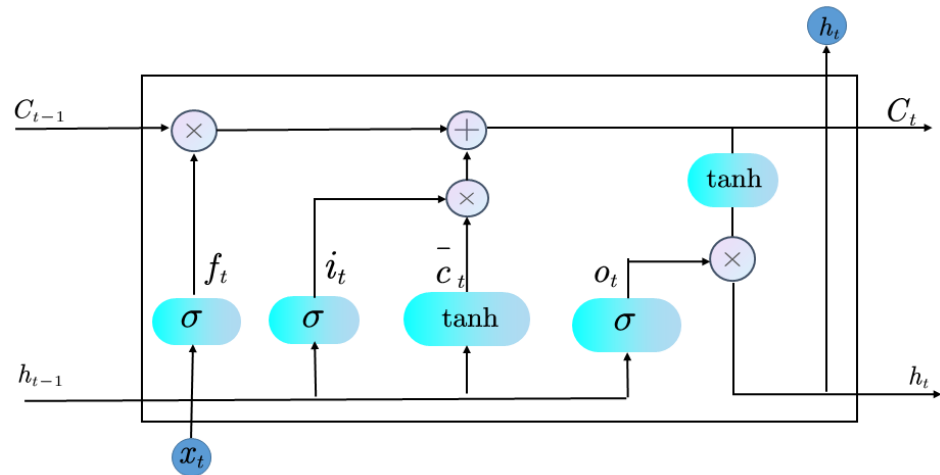 h_t
C_{t-1}
×
+
C_t
tanh
×
f_t
i_t
c̄_t
o_t
×
σ
σ
tanh
σ
h_{t-1}
h_t
x_t